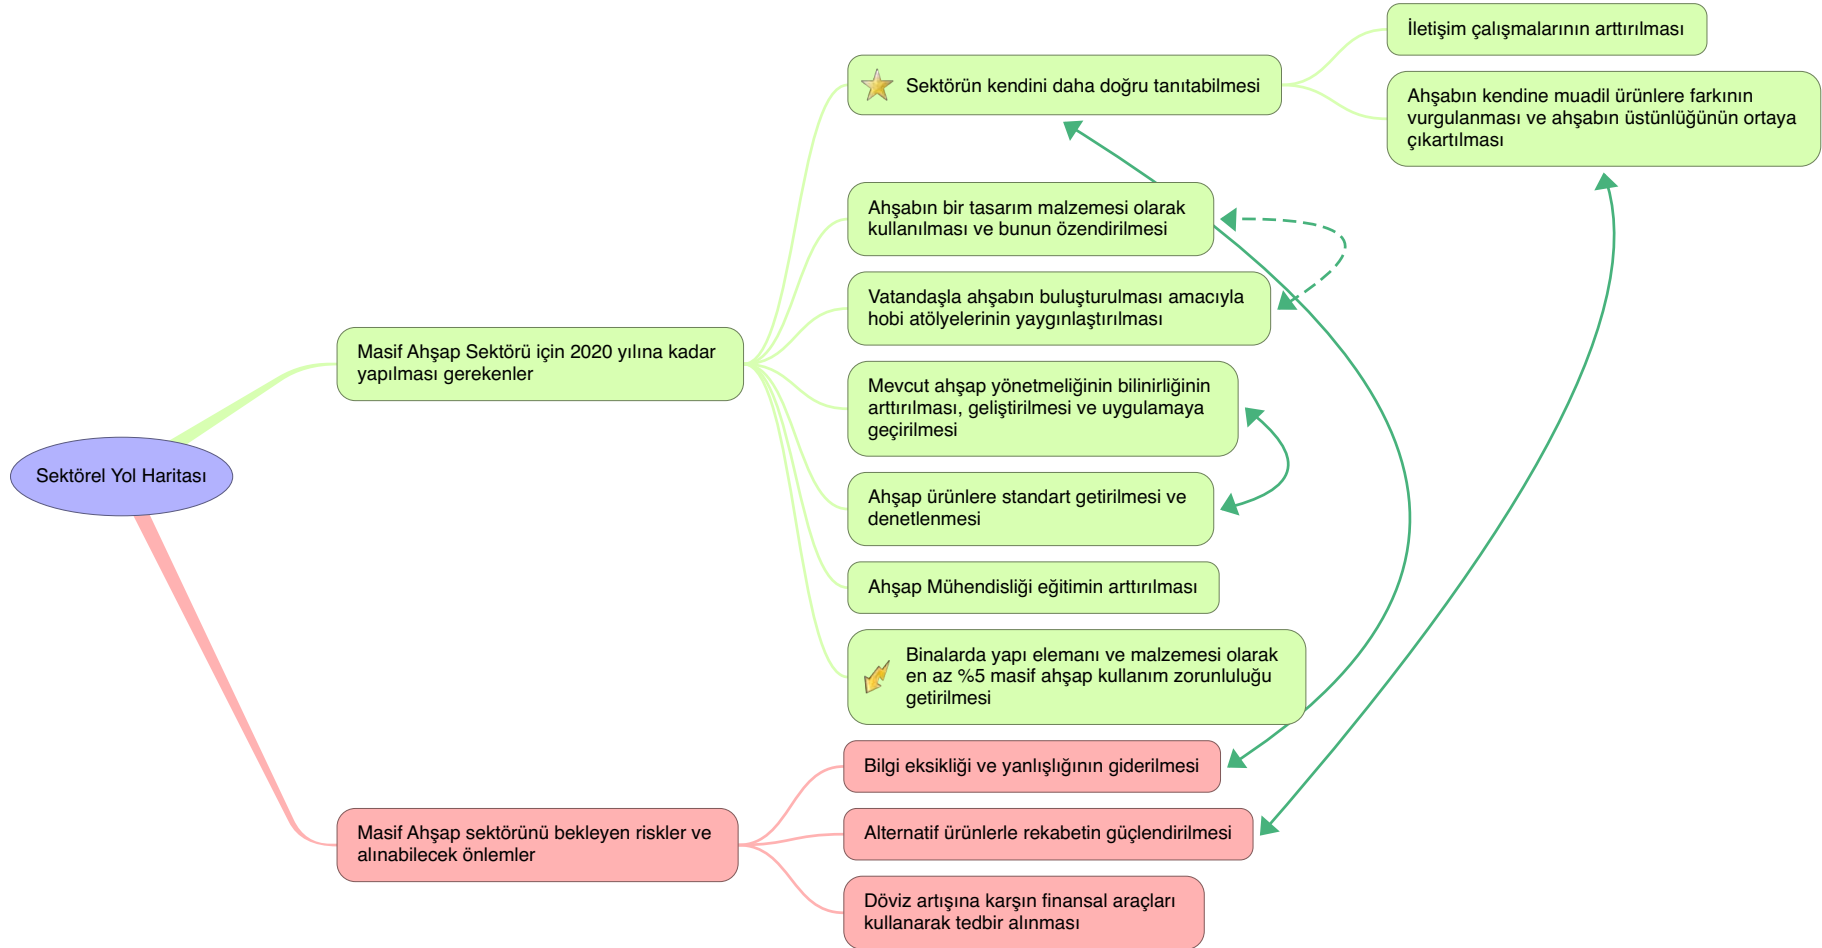 Sektörel Yol Haritası
Masif Ahşap Sektörü için 2020 yılına kadar
yapılması gerekenler
Sektörün kendini daha doğru tanıtabilmesi
İletişim çalışmalarının arttırılması
Ahşabın kendine muadil ürünlere farkının
vurgulanması ve ahşabın üstünlüğünün ortaya
çıkartılması
Ahşabın bir tasarım malzemesi olarak
kullanılması ve bunun özendirilmesi
Vatandaşla ahşabın buluşturulması amacıyla
hobi atölyelerinin yaygınlaştırılması
Mevcut ahşap yönetmeliğinin bilinirliğinin
arttırılması, geliştirilmesi ve uygulamaya
geçirilmesi
Ahşap ürünlere standart getirilmesi ve
denetlenmesi
Ahşap Mühendisliği eğitimin arttırılması
Binalarda yapı elemanı ve malzemesi olarak
en az %5 masif ahşap kullanım zorunluluğu
getirilmesi
Masif Ahşap sektörünü bekleyen riskler ve
alınabilecek önlemler
Bilgi eksikliği ve yanlışlığının giderilmesi
Alternatif ürünlerle rekabetin güçlendirilmesi
Döviz artışına karşın finansal araçları
kullanarak tedbir alınması